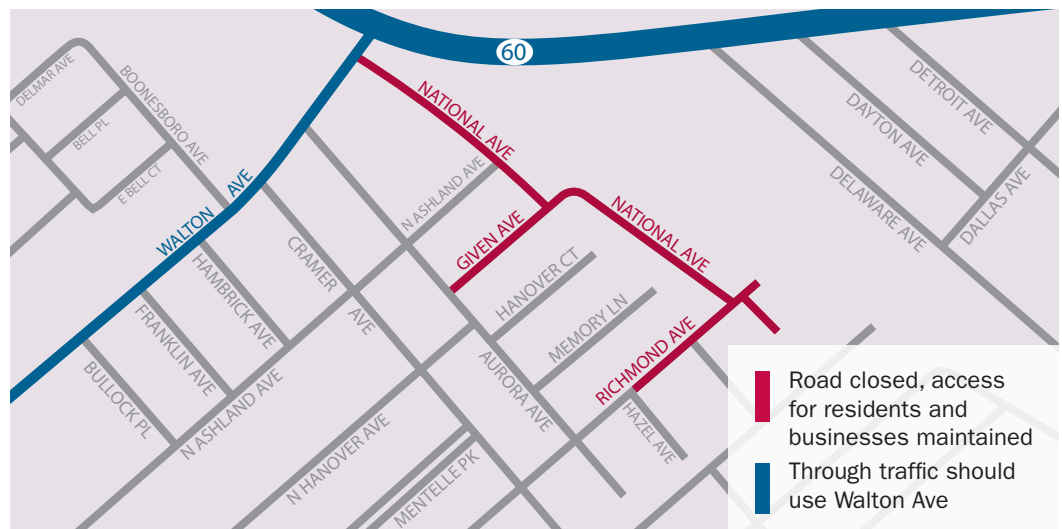 60
DELMAR AVE
BOONESBORO AVE
BELL PL
E BELL CT
WALTON AVE
NATIONAL AVE
N ASHLAND AVE
GIVEN AVE
NATIONAL AVE
DETROIT AVE
DAYTON AVE
DELAWARE AVE
DALLAS AVE
CRAMER AVE
HAMBRICK AVE
FRANKLIN AVE
BULLOCK PL
N ASHLAND AVE
HANOVER CT
MEMORY LN
AURORA AVE
RICHMOND AVE
HAZEL AVE
N HANOVER AVE
MENTELLE PK
Road closed, access
for residents and
businesses maintained
Through traffic should
use Walton Ave